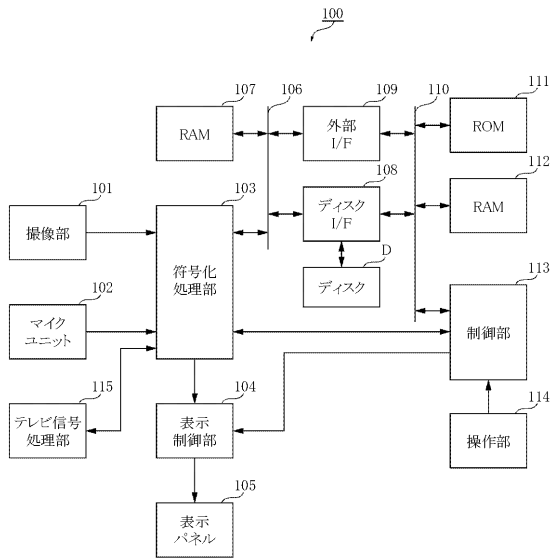 100
107
RAM
106
109
外部
I/F
110
111
ROM
112
RAM
101
撮像部
103
符号化
処理部
108
ディスク
I/F
D
ディスク
102
マイク
ユニット
113
制御部
115
テレビ信号
処理部
104
表示
制御部
114
操作部
105
表示
パネル